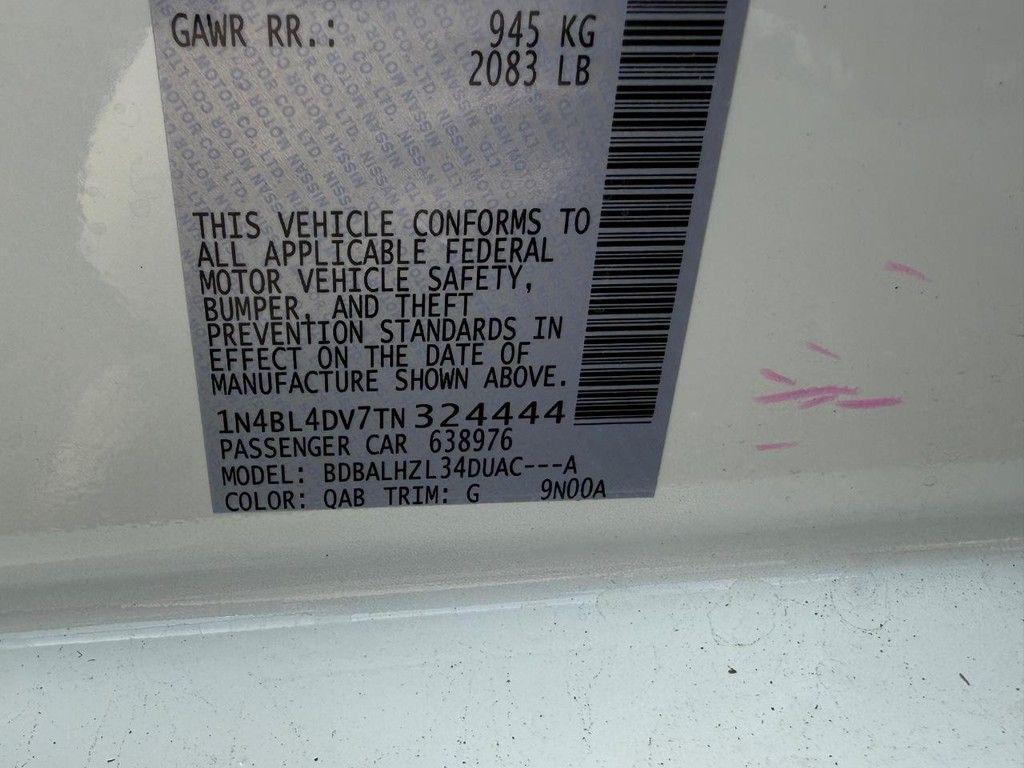 GAWR RR.: 945 KG
2083 LB
THIS VEHICLE CONFORMS TO
ALL APPLICABLE FEDERAL
MOTOR VEHICLE SAFETY,
BUMPER, AND THEFT
PREVENTION STANDARDS IN
EFFECT ON THE DATE OF
MANUFACTURE SHOWN ABOVE.
1N4BL4DV7TN324444
PASSENGER CAR 638976
MODEL: BDBALHZL34DUAC---A
COLOR: QAB TRIM: G 9N00A